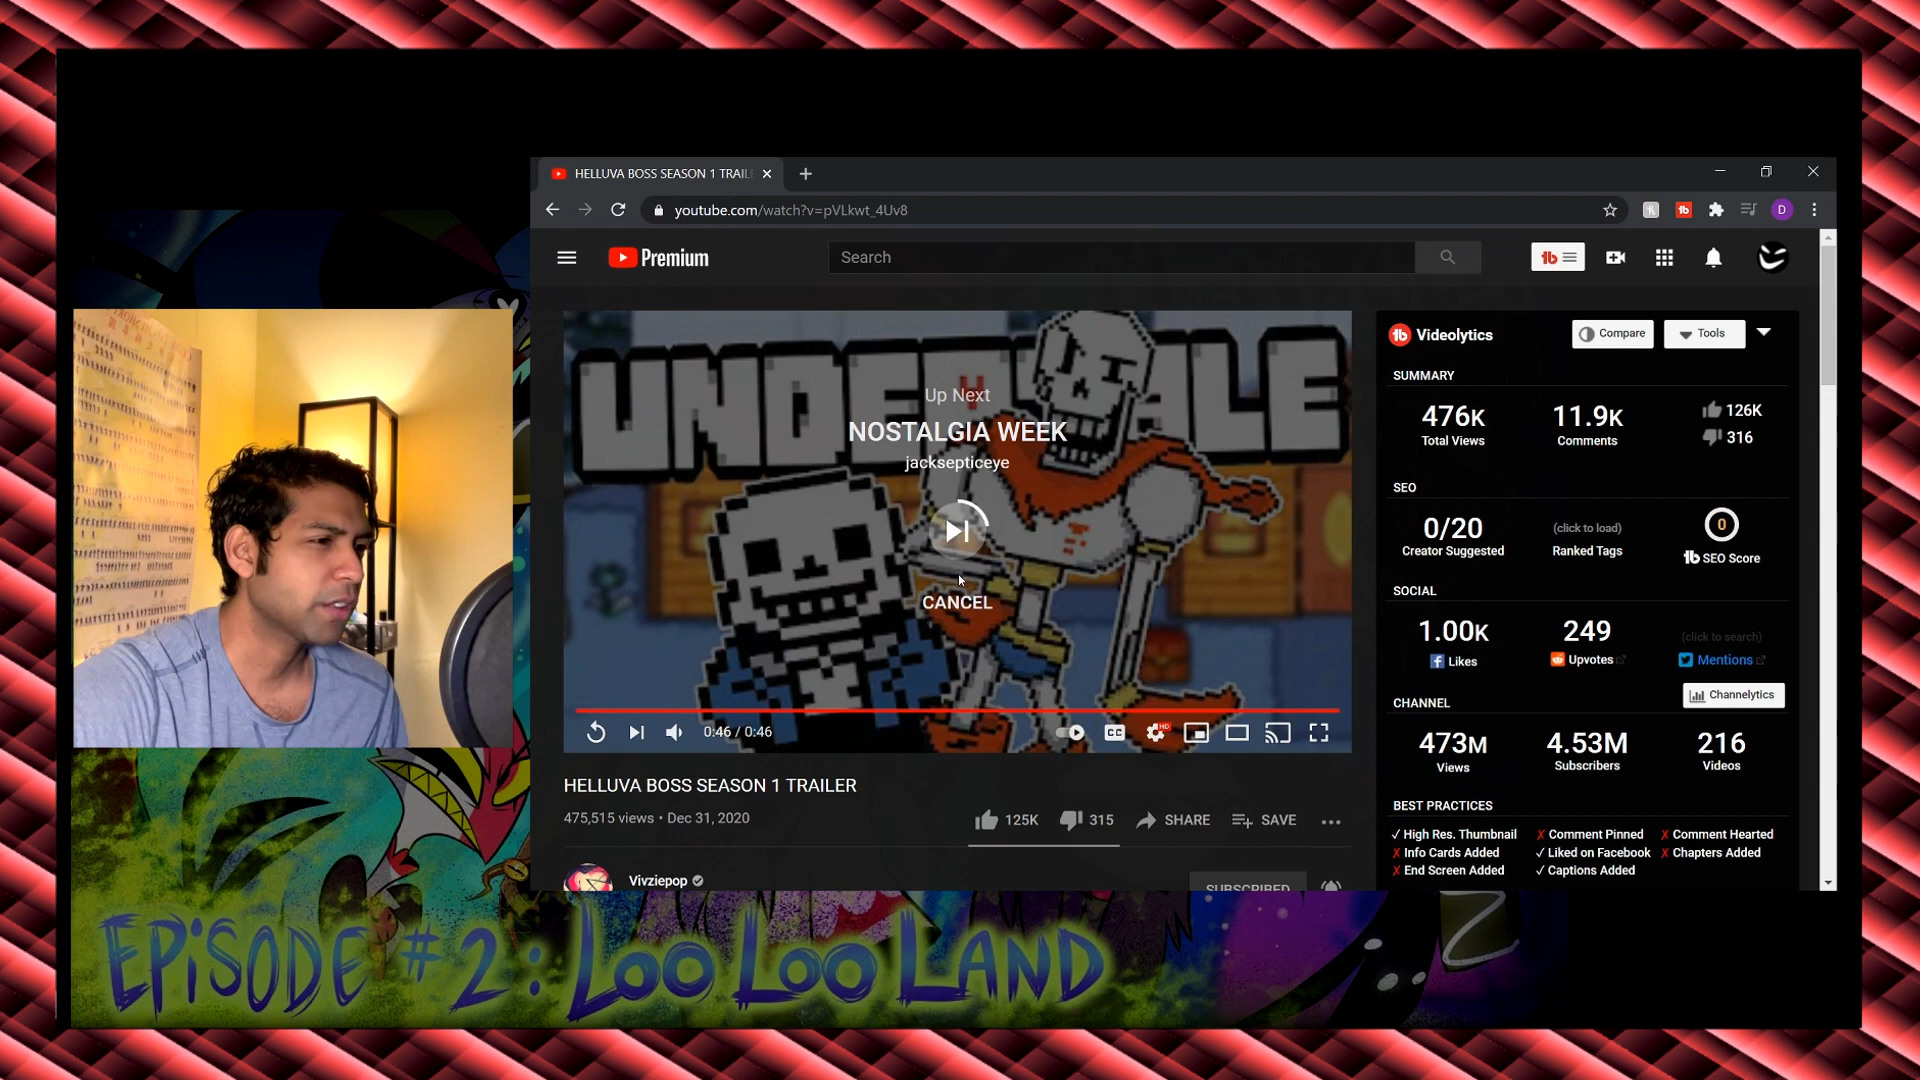 HELLUVA BOSS SEASON 1 TRAIL
youtube.com/watch?v=pVLkwt_4Uv8
D
Premium
Search
UNDERTALE
Up Next
NOSTALGIA WEEK
jacksepticeye
CANCEL
0:46 / 0:46
CC
HD
HELLUVA BOSS SEASON 1 TRAILER
475,515 views • Dec 31, 2020
125K
315
SHARE
SAVE
Vivziepop
SUBSCRIBED
Videolytics
Compare
Tools
SUMMARY
476K
Total Views
11.9K
Comments
126K
316
SEO
0/20
Creator Suggested
(click to load)
Ranked Tags
0
SEO Score
SOCIAL
1.00K
Likes
249
Upvotes
(click to search)
Mentions
CHANNEL
Channelytics
473M
Views
4.53M
Subscribers
216
Videos
BEST PRACTICES
✓ High Res. Thumbnail
✗ Comment Pinned
✗ Comment Hearted
✗ Info Cards Added
✓ Liked on Facebook
✗ Chapters Added
✗ End Screen Added
✓ Captions Added
EPiSODE #2: LOO LOO LAND